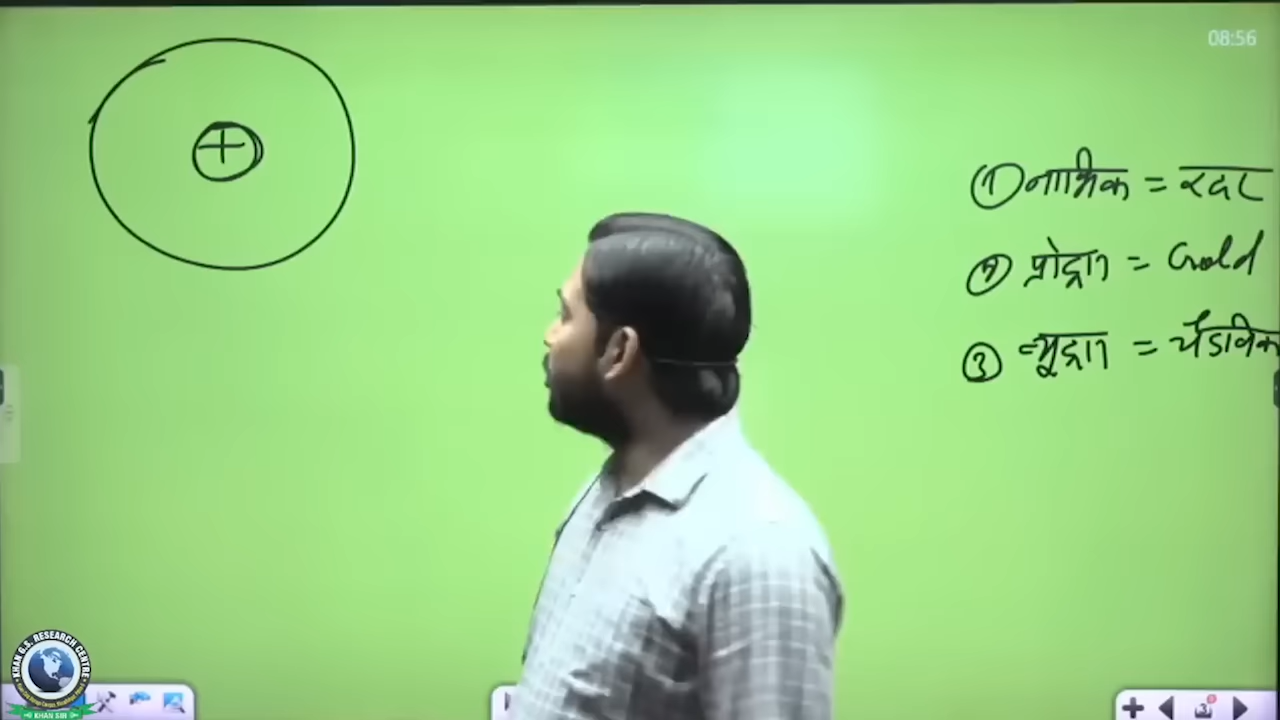 08:56
+
① नाभिक = रदर
② प्रोट्रान = Gold
③ न्यूट्रान = चैडविक
KHAN G.S. RESEARCH CENTRE
KHAN SIR